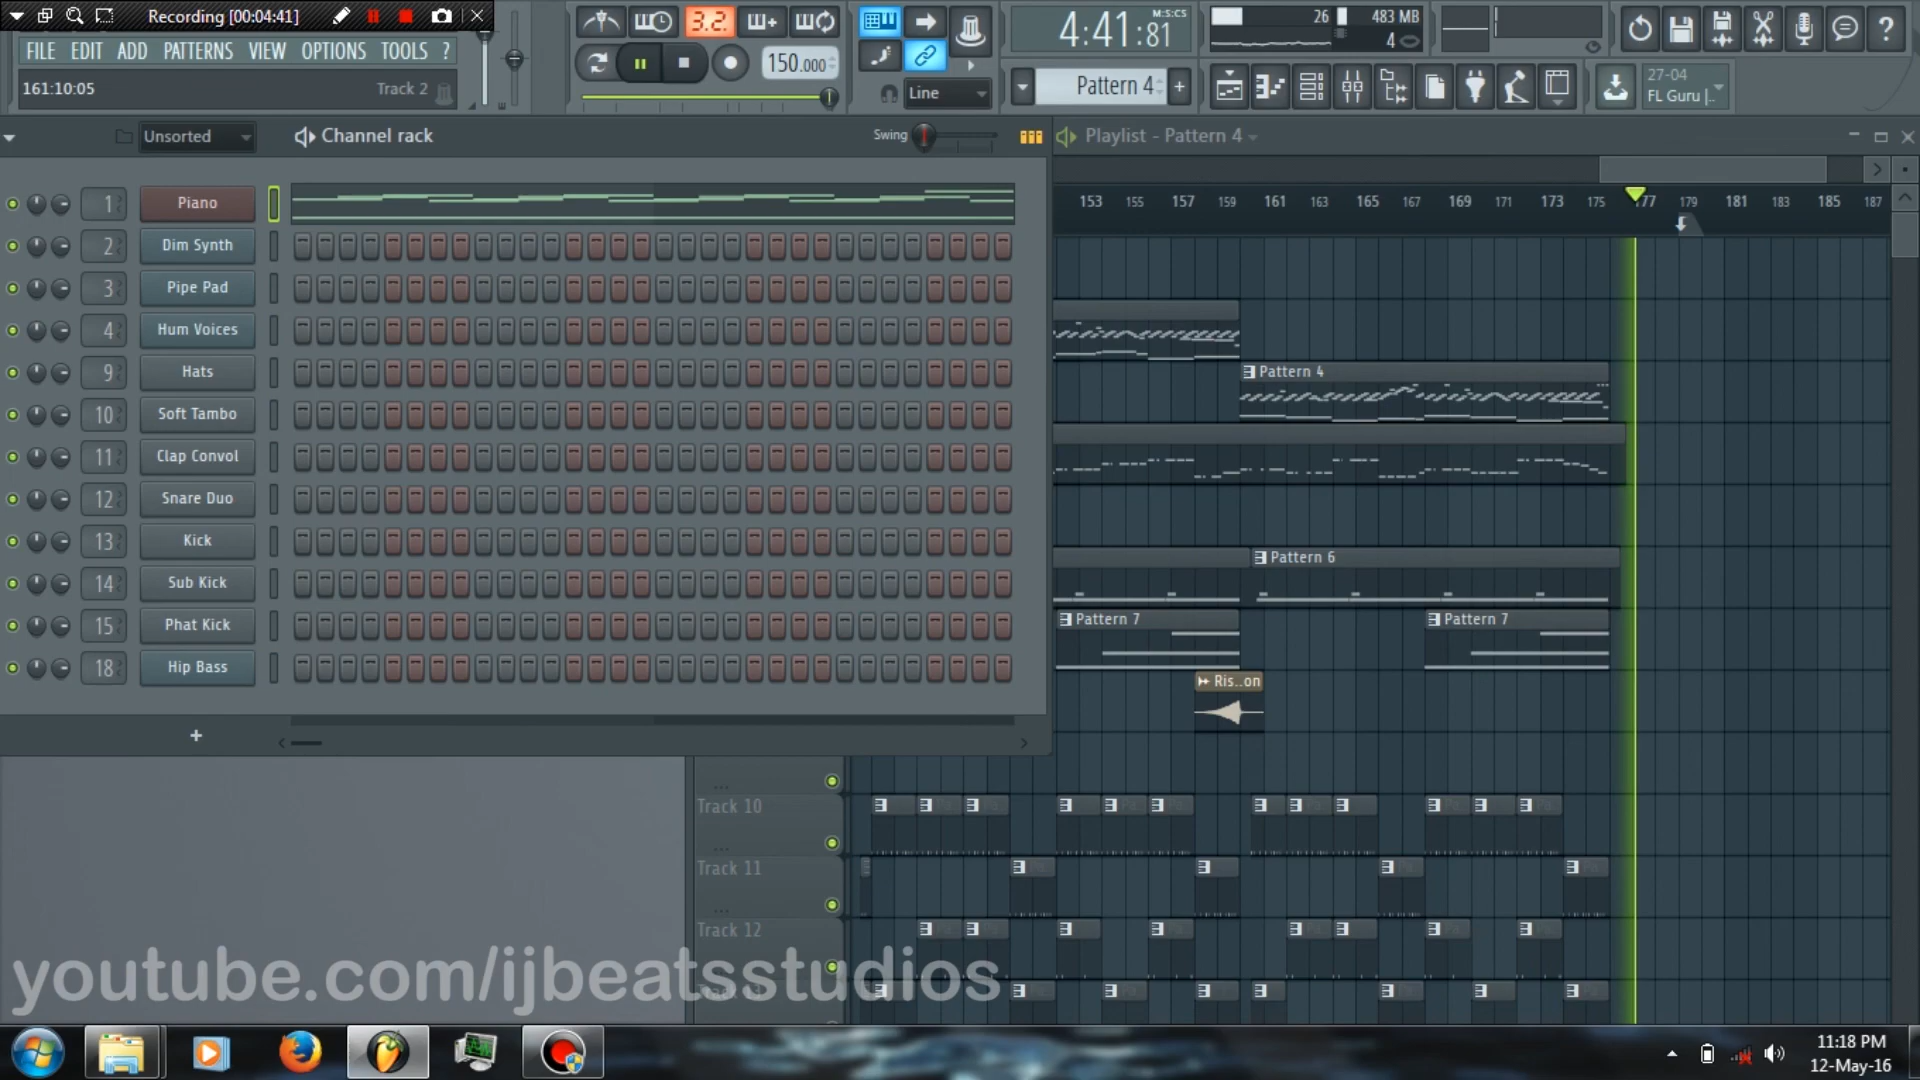 Recording [00:04:41]
FILE EDIT ADD PATTERNS VIEW OPTIONS TOOLS ?
161:10:05 Track 2
3.2.
150.000
Line
4:41:81 M:S:CS
Pattern 4 +
26 483 MB
4
27-04
FL Guru |..
Unsorted Channel rack Swing
Playlist - Pattern 4
153 155 157 159 161 163 165 167 169 171 173 175 177 179 181 183 185 187
1 Piano
2 Dim Synth
3 Pipe Pad
4 Hum Voices
9 Hats
10 Soft Tambo
11 Clap Convol
12 Snare Duo
13 Kick
14 Sub Kick
15 Phat Kick
18 Hip Bass
+
Pattern 4
Pattern 6
Pattern 7 Pattern 7
Ris..on
Track 10
Track 11
Track 12
youtube.com/ijbeatsstudios
11:18 PM
12-May-16